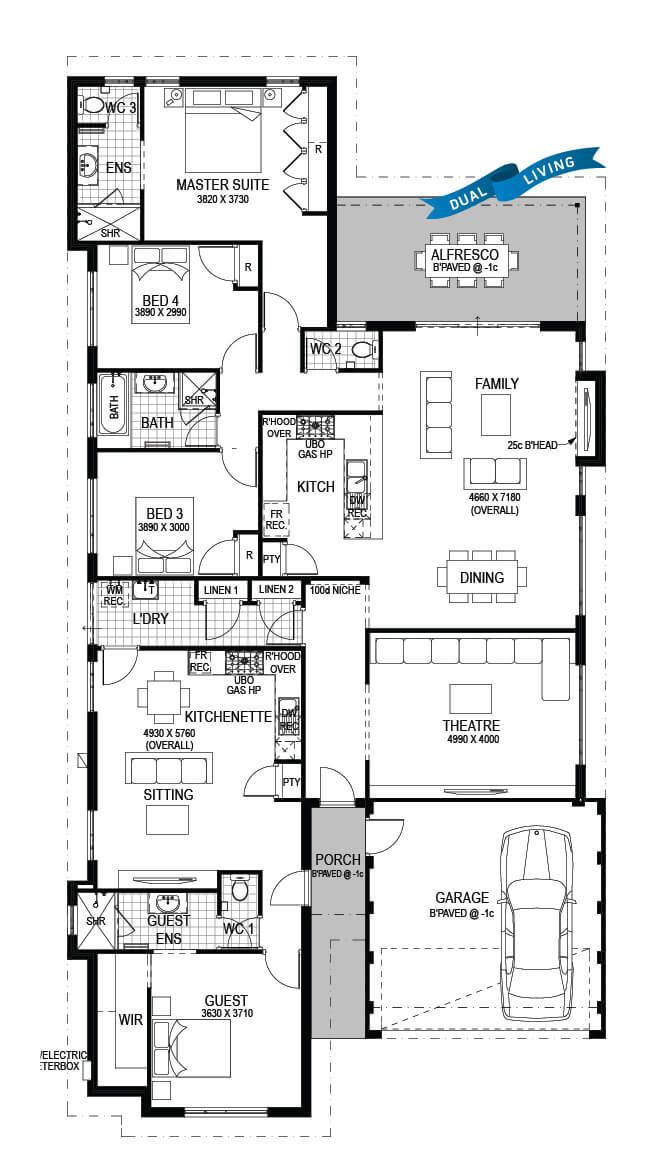 WC 3
ENS
SHR
MASTER SUITE
3820 X 3730
R
DUAL LIVING
ALFRESCO
B'PAVED @ -1c
BED 4
3890 X 2990
R
WC 2
BATH
BATH
SHR
R'HOOD
OVER
UBO
GAS HP
KITCH
DW
REC.
FR
REC.
PTY
FAMILY
25c B'HEAD
4660 X 7180
(OVERALL)
DINING
BED 3
3890 X 3000
R
WM
REC
T
L'DRY
LINEN 1
LINEN 2
100d NICHE
FR
REC.
UBO
GAS HP
R'HOOD
OVER
KITCHENETTE
DW
REC.
4930 X 5760
(OVERALL)
SITTING
PTY
THEATRE
4990 X 4000
PORCH
B'PAVED @ -1c
GARAGE
B'PAVED @ -1c
SHR
GUEST
ENS
WC 1
WIR
GUEST
3630 X 3710
/ELECTRIC
ETERBOX